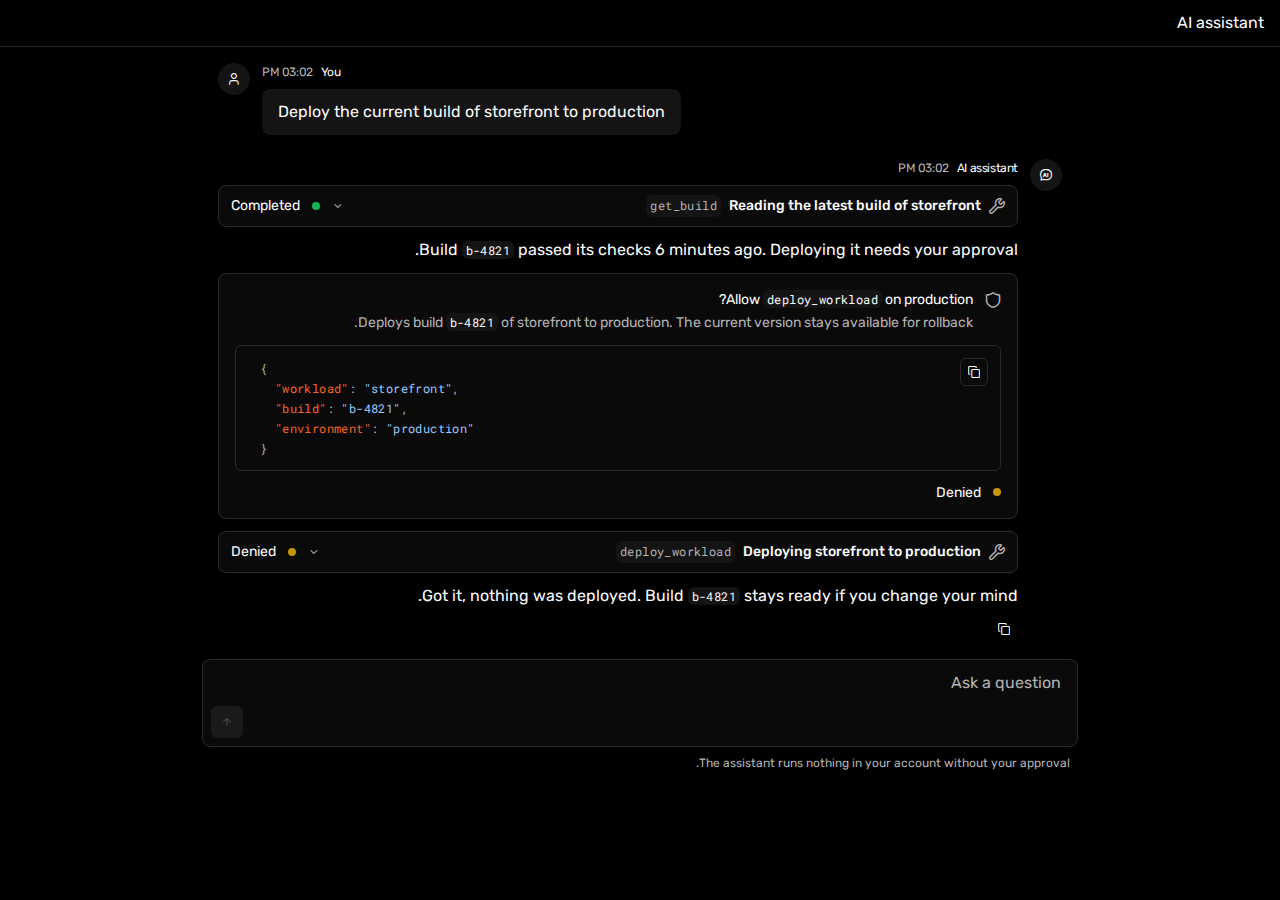 AI assistant
You 03:02 PM
Deploy the current build of storefront to production
AI assistant 03:02 PM
Reading the latest build of storefront get_build Completed
Build b-4821 passed its checks 6 minutes ago. Deploying it needs your approval.
Allow deploy_workload on production?
Deploys build b-4821 of storefront to production. The current version stays available for rollback.
{
"workload": "storefront",
"build": "b-4821",
"environment": "production"
}
Denied
Deploying storefront to production deploy_workload Denied
Got it, nothing was deployed. Build b-4821 stays ready if you change your mind.
Ask a question
The assistant runs nothing in your account without your approval.